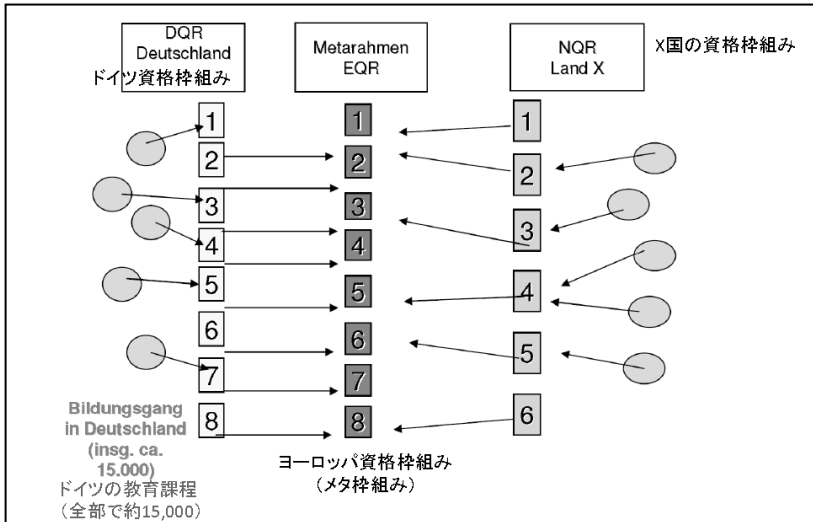 DQR
Deutschland
ドイツ資格枠組み
Metarahmen
EQR
NQR
Land X
X国の資格枠組み
1
2
3
4
5
6
7
8
1
2
3
4
5
6
7
8
1
2
3
4
5
6
Bildungsgang
in Deutschland
(insg. ca.
15.000)
ドイツの教育課程
（全部で約15,000）
ヨーロッパ資格枠組み
（メタ枠組み）